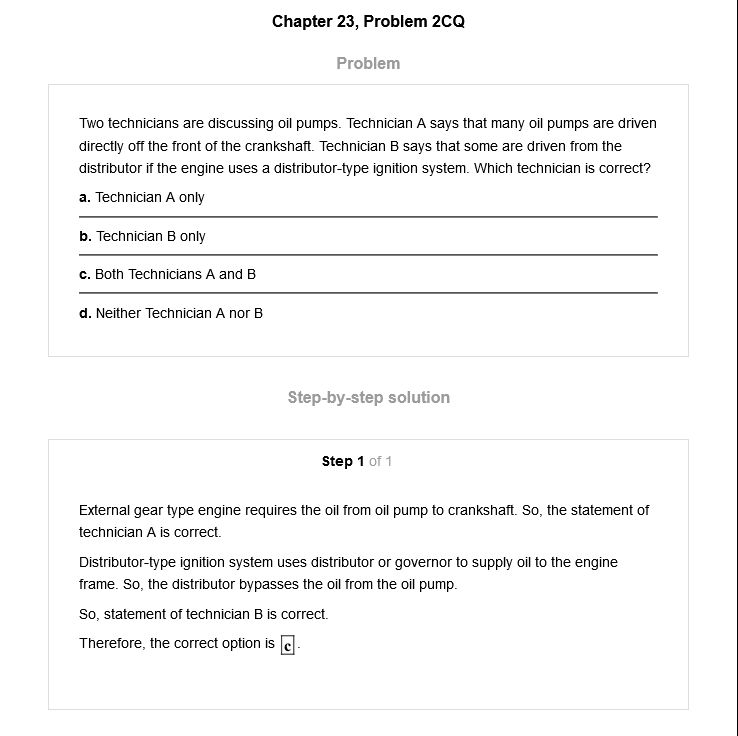 Chapter 23, Problem 2CQ
Problem
Two technicians are discussing oil pumps. Technician A says that many oil pumps are driven
directly off the front of the crankshaft. Technician B says that some are driven from the
distributor if the engine uses a distributor-type ignition system. Which technician is correct?
a. Technician A only
b. Technician B only
c. Both Technicians A and B
d. Neither Technician A nor B
Step-by-step solution
Step 1 of 1
External gear type engine requires the oil from oil pump to crankshaft. So, the statement of
technician A is correct.
Distributor-type ignition system uses distributor or governor to supply oil to the engine
frame. So, the distributor bypasses the oil from the oil pump.
So, statement of technician B is correct.
Therefore, the correct option is c.